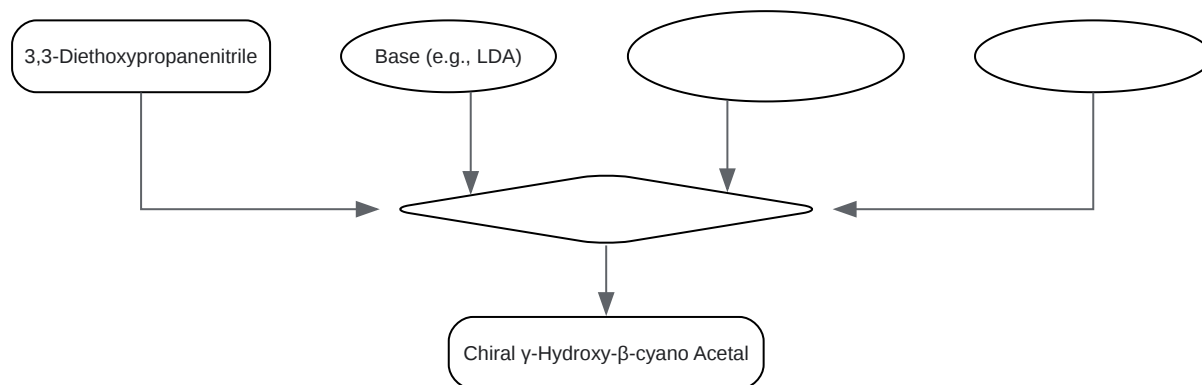 3,3-Diethoxypropanenitrile
Base (e.g., LDA)
Chiral γ-Hydroxy-β-cyano Acetal